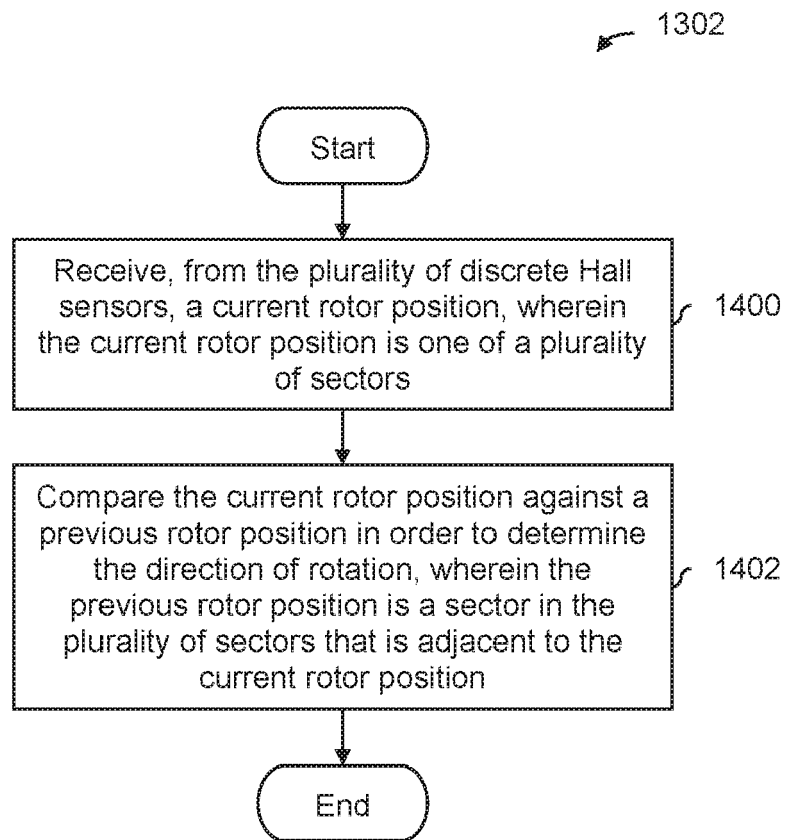 1302
Start
Receive, from the plurality of discrete Hall
sensors, a current rotor position, wherein
the current rotor position is one of a plurality
of sectors
1400
Compare the current rotor position against a
previous rotor position in order to determine
the direction of rotation, wherein the
previous rotor position is a sector in the
plurality of sectors that is adjacent to the
current rotor position
1402
End